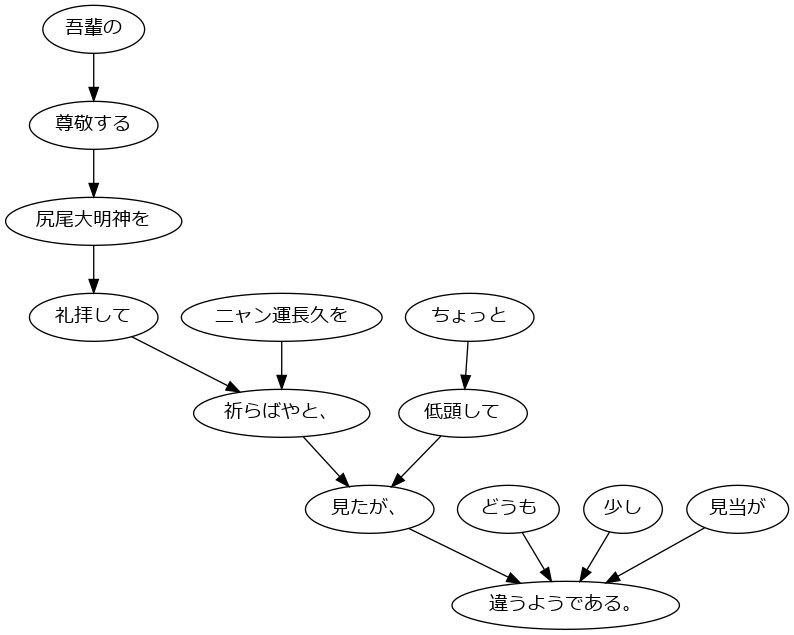 吾輩の
尊敬する
尻尾大明神を
礼拝して
ニャン運長久を
ちょっと
祈らばやと、
低頭して
見たが、
どうも
少し
見当が
違うようである。